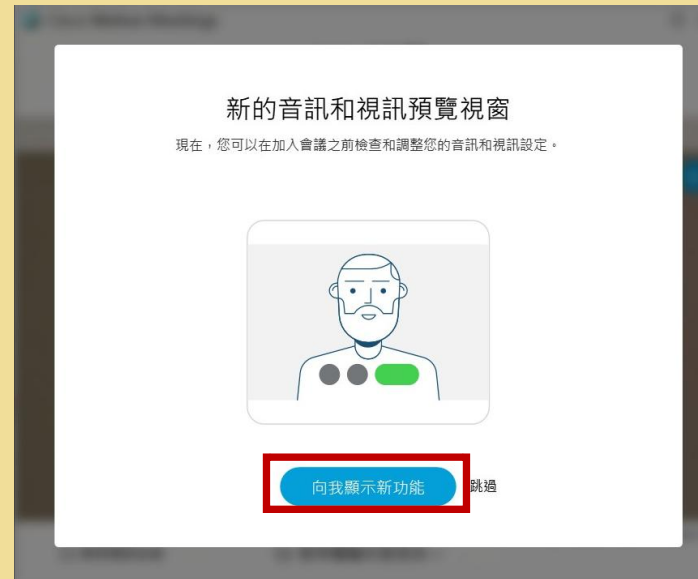 新的音訊和視訊預覽視窗
現在，您可以在加入會議之前檢查和調整您的音訊和視訊設定。
向我顯示新功能 跳過